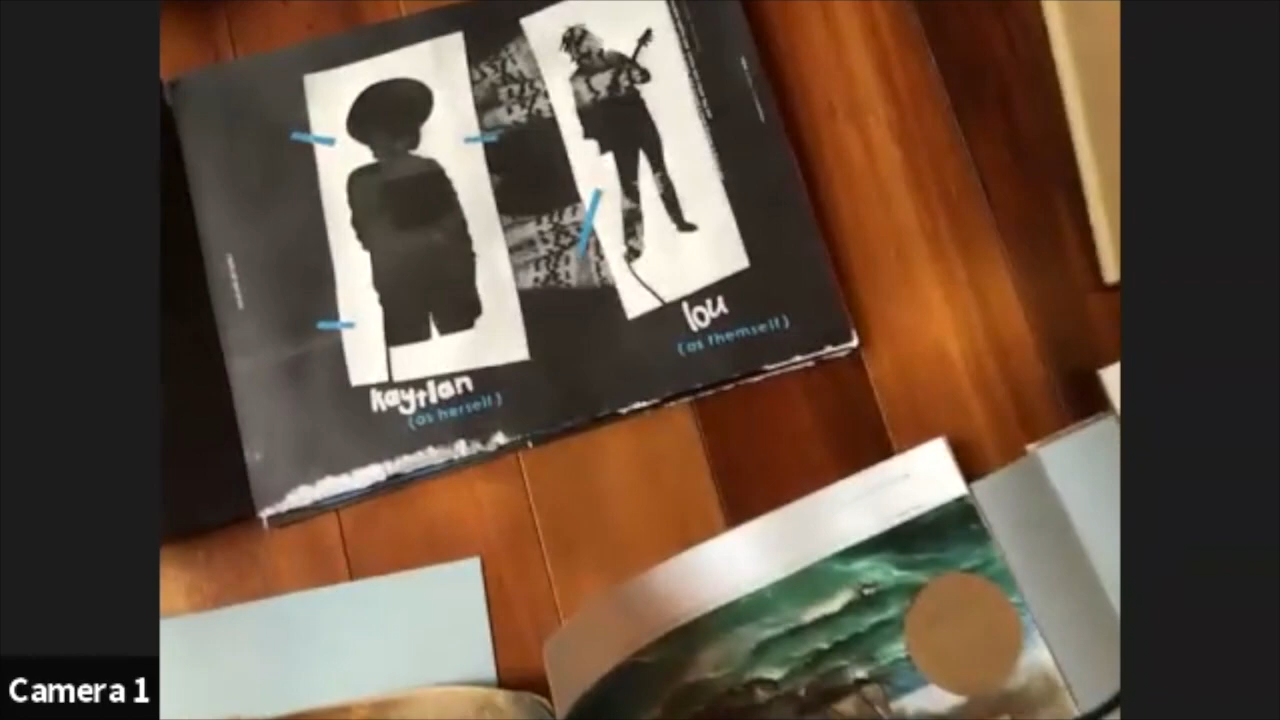 kaytlan
(as herself)
lou
(as themself)
Camera 1